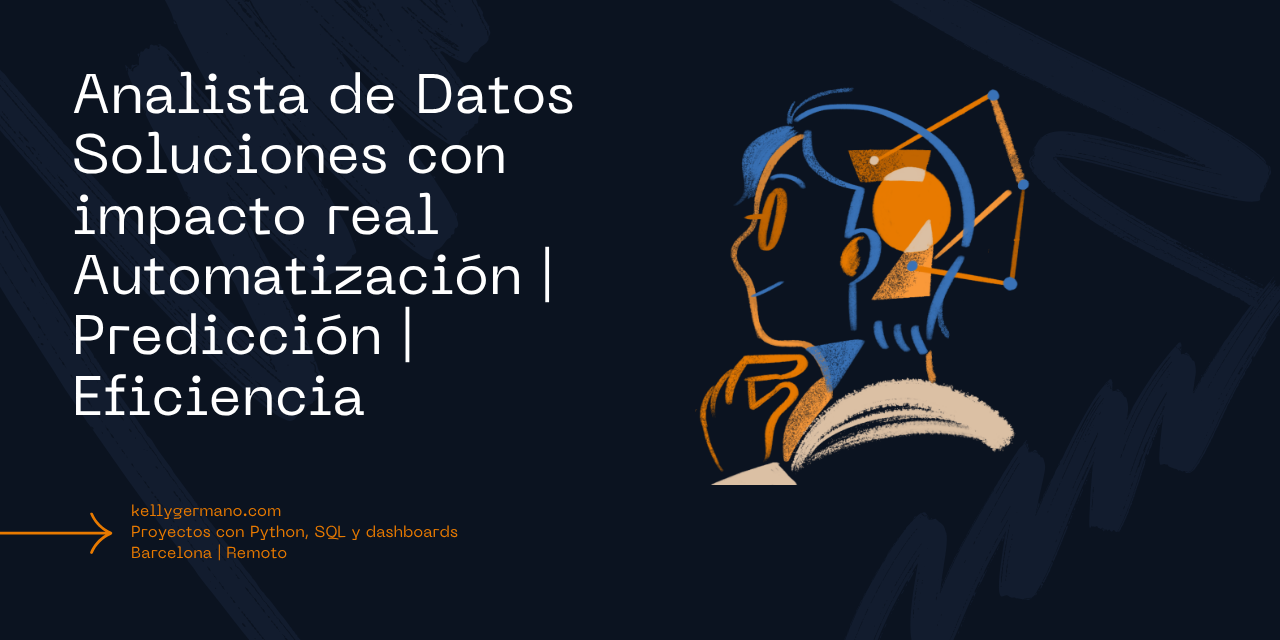 Analista de Datos
Soluciones con
impacto real
Automatización |
Predicción |
Eficiencia
kellygermano.com
Proyectos con Python, SQL y dashboards
Barcelona | Remoto